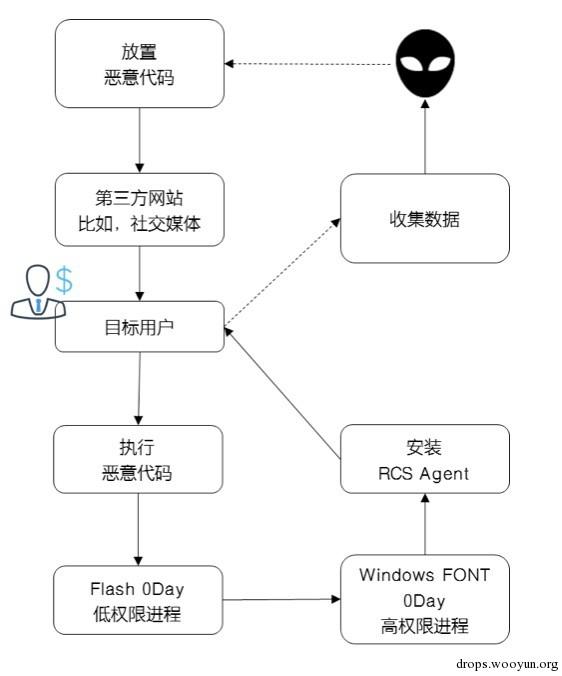 放置
恶意代码
第三方网站
比如，社交媒体
收集数据
$
目标用户
执行
恶意代码
安装
RCS Agent
Flash 0Day
低权限进程
Windows FONT
0Day
高权限进程
drops.wooyun.org